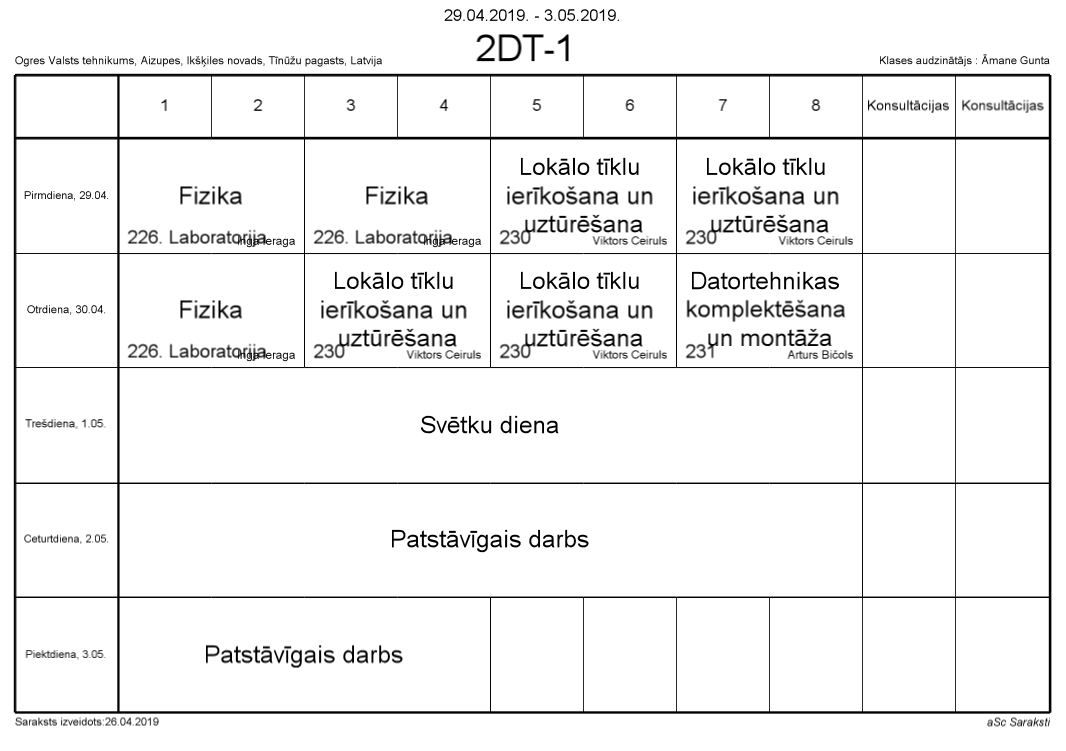 29.04.2019. - 3.05.2019.
2DT-1
Ogres Valsts tehnikums, Aizupes, Ikšķiles novads, Tīnūžu pagasts, Latvija
Klases audzinātājs : Āmane Gunta
1 2 3 4 5 6 7 8 Konsultācijas Konsultācijas
Pirmdiena, 29.04.
Fizika
226. Laboratorija
Inga Ieraga
Fizika
226. Laboratorija
Inga Ieraga
Lokālo tīklu
ierīkošana un
uztūrēšana
230
Viktors Ceiruls
Lokālo tīklu
ierīkošana un
uztūrēšana
230
Viktors Ceiruls
Otrdiena, 30.04.
Fizika
226. Laboratorija
Inga Ieraga
Lokālo tīklu
ierīkošana un
uztūrēšana
230
Viktors Ceiruls
Lokālo tīklu
ierīkošana un
uztūrēšana
230
Viktors Ceiruls
Datortehnikas
komplektēšana
un montāža
231
Arturs Bičols
Trešdiena, 1.05.
Svētku diena
Ceturtdiena, 2.05.
Patstāvīgais darbs
Piektdiena, 3.05.
Patstāvīgais darbs
Saraksts izveidots:26.04.2019
aSc Saraksti